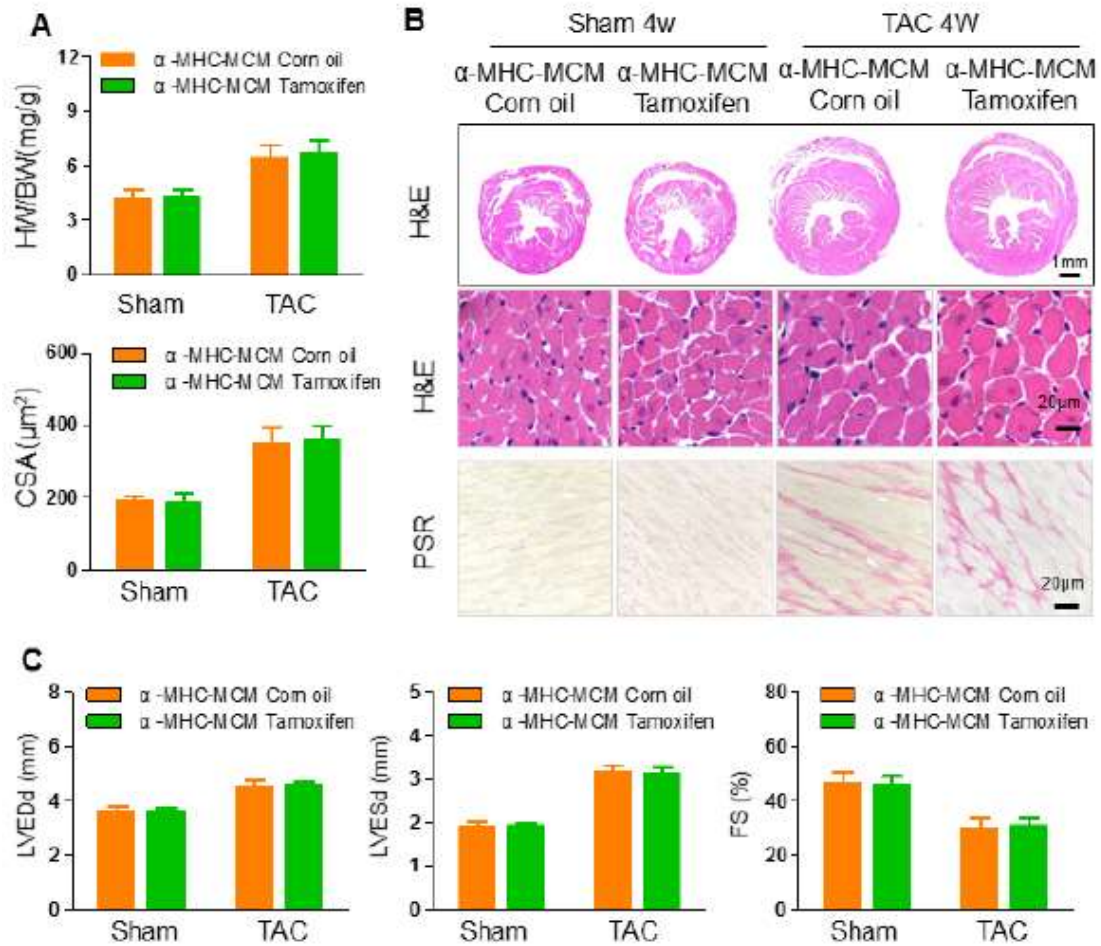 A
HW/BW(mg/g)
12
9
6
3
0
α-MHC-MCM Corn oil
α-MHC-MCM Tamoxifen
Sham TAC
CSA(μm²)
600
400
200
0
α-MHC-MCM Corn oil
α-MHC-MCM Tamoxifen
Sham TAC
B
Sham 4w TAC 4W
α-MHC-MCM α-MHC-MCM α-MHC-MCM α-MHC-MCM
Corn oil Tamoxifen Corn oil Tamoxifen
H&E
1mm
H&E
20μm
PSR
20μm
C
LVEDd (mm)
8
6
4
2
0
α-MHC-MCM Corn oil
α-MHC-MCM Tamoxifen
Sham TAC
LVESd (mm)
5
4
3
2
1
0
α-MHC-MCM Corn oil
α-MHC-MCM Tamoxifen
Sham TAC
FS (%)
80
60
40
20
0
α-MHC-MCM Corn oil
α-MHC-MCM Tamoxifen
Sham TAC